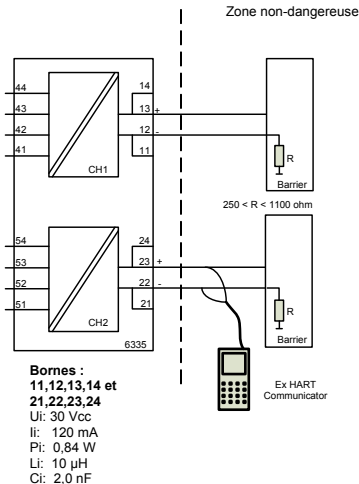 Zone non-dangereuse
44
43
42
41
14
13 +
12 -
11
CH1
R
Barrier
250 < R < 1100 ohm
54
53
52
51
24
23 +
22 -
21
CH2
6335
R
Barrier
Bornes :
11,12,13,14 et
21,22,23,24
Ui: 30 Vcc
Ii: 120 mA
Pi: 0,84 W
Li: 10 µH
Ci: 2,0 nF
Ex HART
Communicator